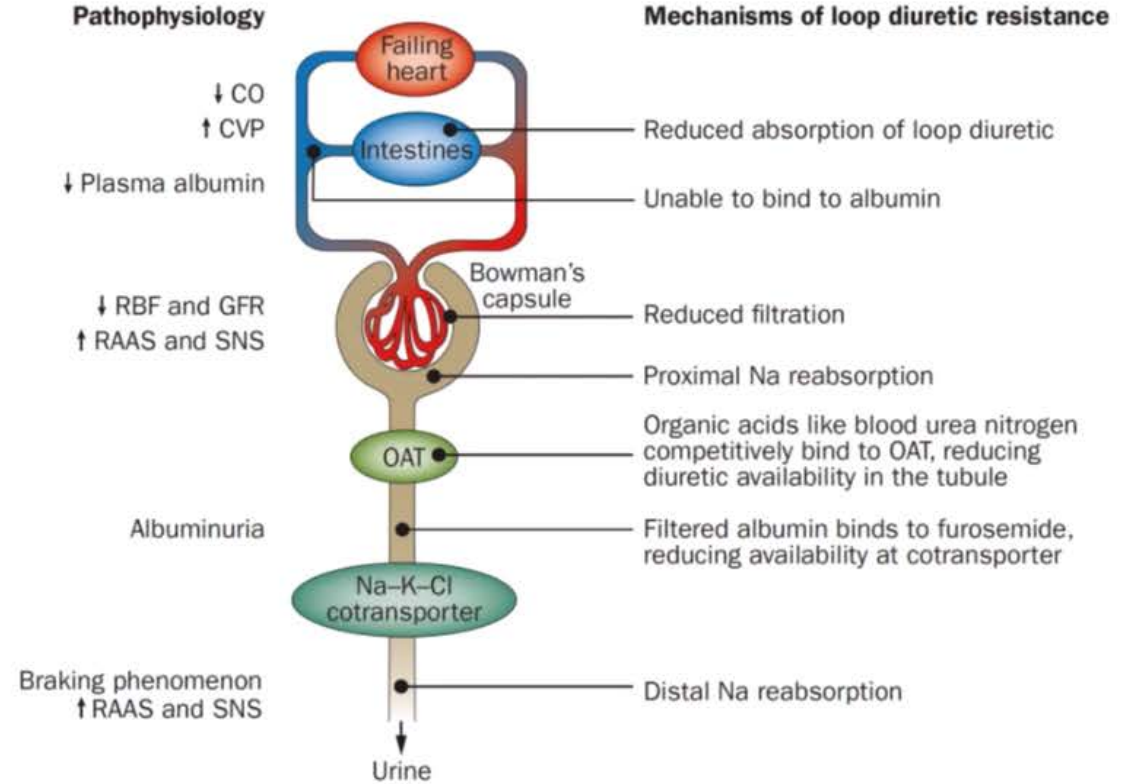 Pathophysiology
Mechanisms of loop diuretic resistance
Failing
heart
↓ CO
↑ CVP
Intestines
Reduced absorption of loop diuretic
↓ Plasma albumin
Unable to bind to albumin
Bowman's
capsule
↓ RBF and GFR
↑ RAAS and SNS
Reduced filtration
Proximal Na reabsorption
OAT
Organic acids like blood urea nitrogen
competitively bind to OAT, reducing
diuretic availability in the tubule
Albuminuria
Filtered albumin binds to furosemide,
reducing availability at cotransporter
Na–K–Cl
cotransporter
Braking phenomenon
↑ RAAS and SNS
Distal Na reabsorption
Urine